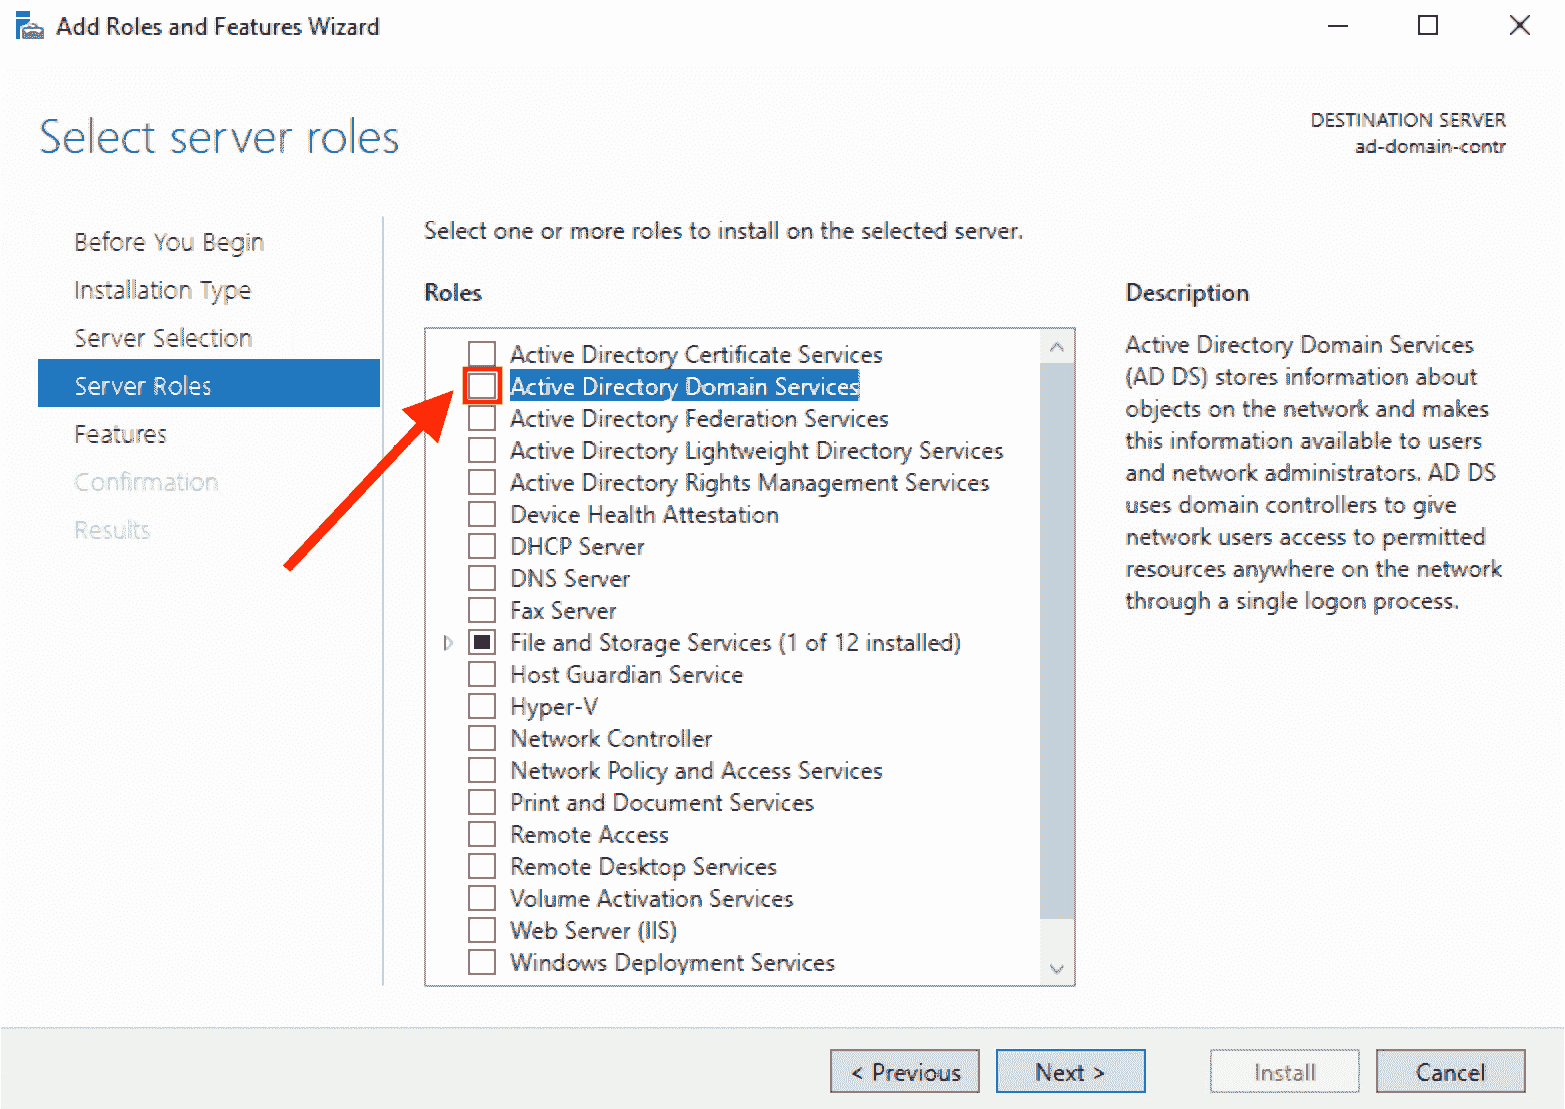 Add Roles and Features Wizard
Select server roles
DESTINATION SERVER
ad-domain-contr
Before You Begin
Installation Type
Server Selection
Server Roles
Features
Confirmation
Results
Select one or more roles to install on the selected server.
Roles
Active Directory Certificate Services
Active Directory Domain Services
Active Directory Federation Services
Active Directory Lightweight Directory Services
Active Directory Rights Management Services
Device Health Attestation
DHCP Server
DNS Server
Fax Server
File and Storage Services (1 of 12 installed)
Host Guardian Service
Hyper-V
Network Controller
Network Policy and Access Services
Print and Document Services
Remote Access
Remote Desktop Services
Volume Activation Services
Web Server (IIS)
Windows Deployment Services
Description
Active Directory Domain Services
(AD DS) stores information about
objects on the network and makes
this information available to users
and network administrators. AD DS
uses domain controllers to give
network users access to permitted
resources anywhere on the network
through a single logon process.
< Previous
Next >
Install
Cancel